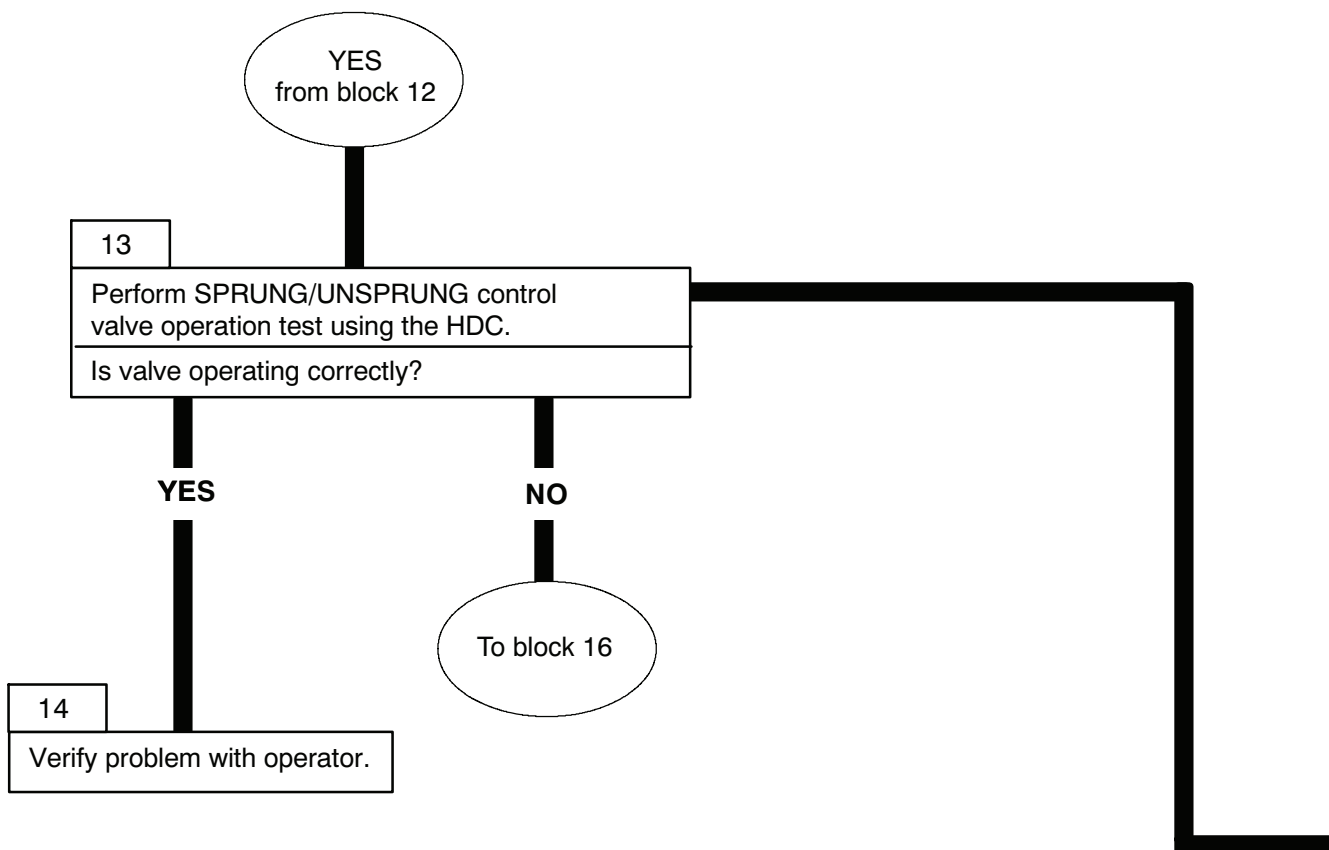 YES
from block 12
13
Perform SPRUNG/UNSPRUNG control
valve operation test using the HDC.
Is valve operating correctly?
YES
NO
To block 16
14
Verify problem with operator.